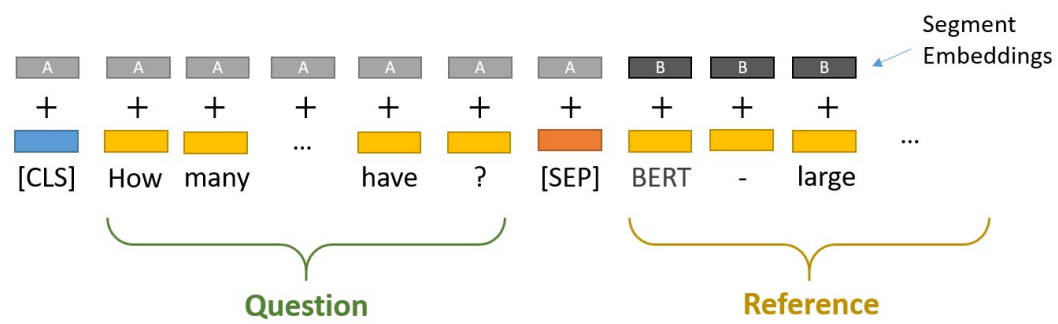 Segment
Embeddings
A A A A A A A B B B
+ + + + + + + + + +
... ...
[CLS] How many have ? [SEP] BERT - large
Question Reference